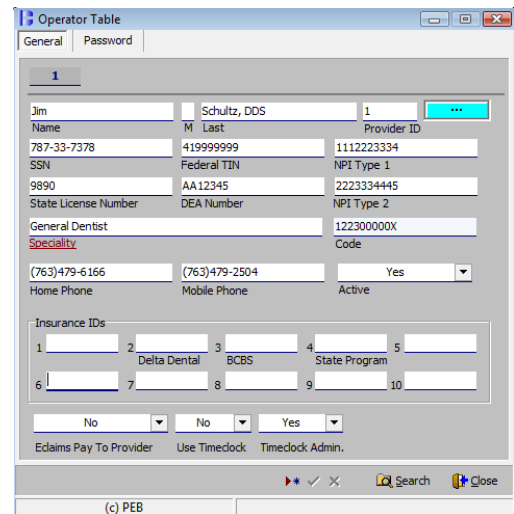 Operator Table
General Password
1
Jim Schultz, DDS 1 ...
Name M Last Provider ID
787-33-7378 419999999 1112223334
SSN Federal TIN NPI Type 1
9890 AA12345 2223334445
State License Number DEA Number NPI Type 2
General Dentist 122300000X
Speciality Code
(763)479-6166 (763)479-2504 Yes
Home Phone Mobile Phone Active
Insurance IDs
1 2 3 4 5
Delta Dental BCBS State Program
6 7 8 9 10
No No Yes
Eclaims Pay To Provider Use Timeclock Timeclock Admin.
Search Close
(c) PEB